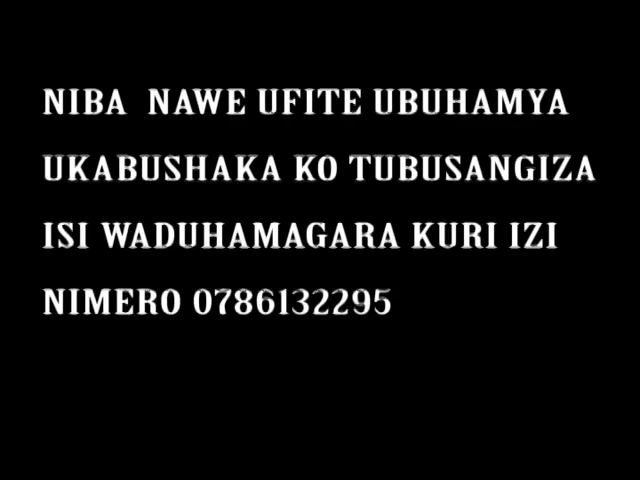 NIBA NAWE UFITE UBUHAMYA
UKABUSHAKA KO TUBUSANGIZA
ISI WADUHAMAGARA KURI IZI
NIMERO 0786132295